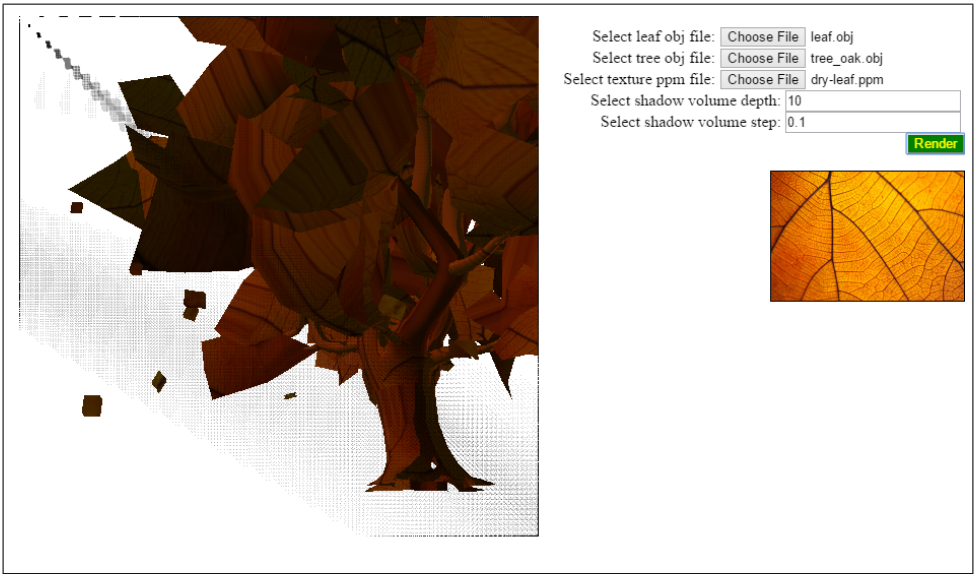 Select leaf obj file: Choose File leaf.obj
Select tree obj file: Choose File tree_oak.obj
Select texture ppm file: Choose File dry-leaf.ppm
Select shadow volume depth: 10
Select shadow volume step: 0.1
Render